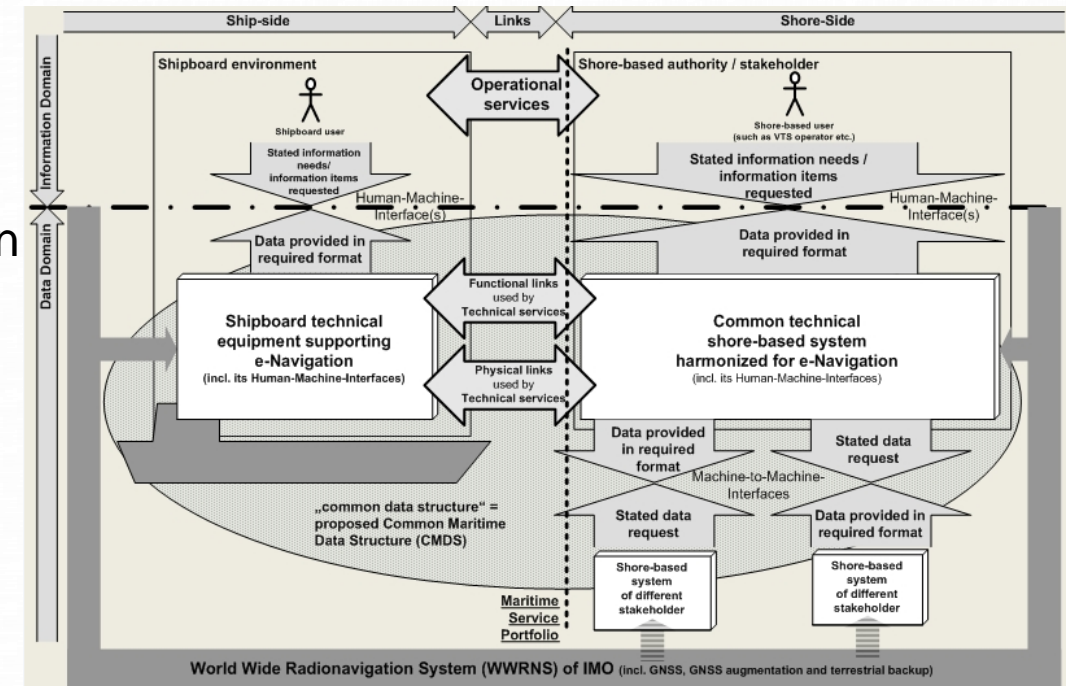 Ship-side
Links
Shore-Side
Information Domain
Data Domain
n
Shipboard environment
Shipboard user
Stated information
needs/
information items
requested
Human-Machine-
Interface(s)
Data provided in
required format
Shipboard technical
equipment supporting
e-Navigation
(incl. its Human-Machine-Interfaces)
Operational
services
Functional links
used by
Technical services
Physical links
used by
Technical services
Shore-based authority / stakeholder
Shore-based user
(such as VTS operator etc.)
Stated information needs /
information items
requested
Human-Machine-
Interface(s)
Data provided in
required format
Common technical
shore-based system
harmonized for e-Navigation
(incl. its Human-Machine-Interfaces)
Data provided
in required
format
Stated data
request
Machine-to-Machine-
Interfaces
Stated data
request
Data provided in
required format
Shore-based
system
of different
stakeholder
Shore-based
system
of different
stakeholder
„common data structure“ =
proposed Common Maritime
Data Structure (CMDS)
Maritime
Service
Portfolio
World Wide Radionavigation System (WWRNS) of IMO (incl. GNSS, GNSS augmentation and terrestrial backup)